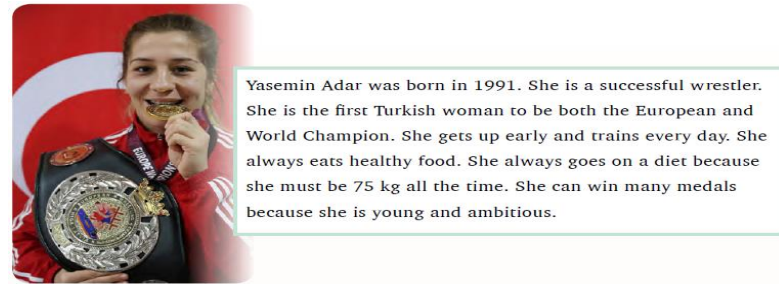 Yasemin Adar was born in 1991. She is a successful wrestler.
She is the first Turkish woman to be both the European and
World Champion. She gets up early and trains every day. She
always eats healthy food. She always goes on a diet because
she must be 75 kg all the time. She can win many medals
because she is young and ambitious.